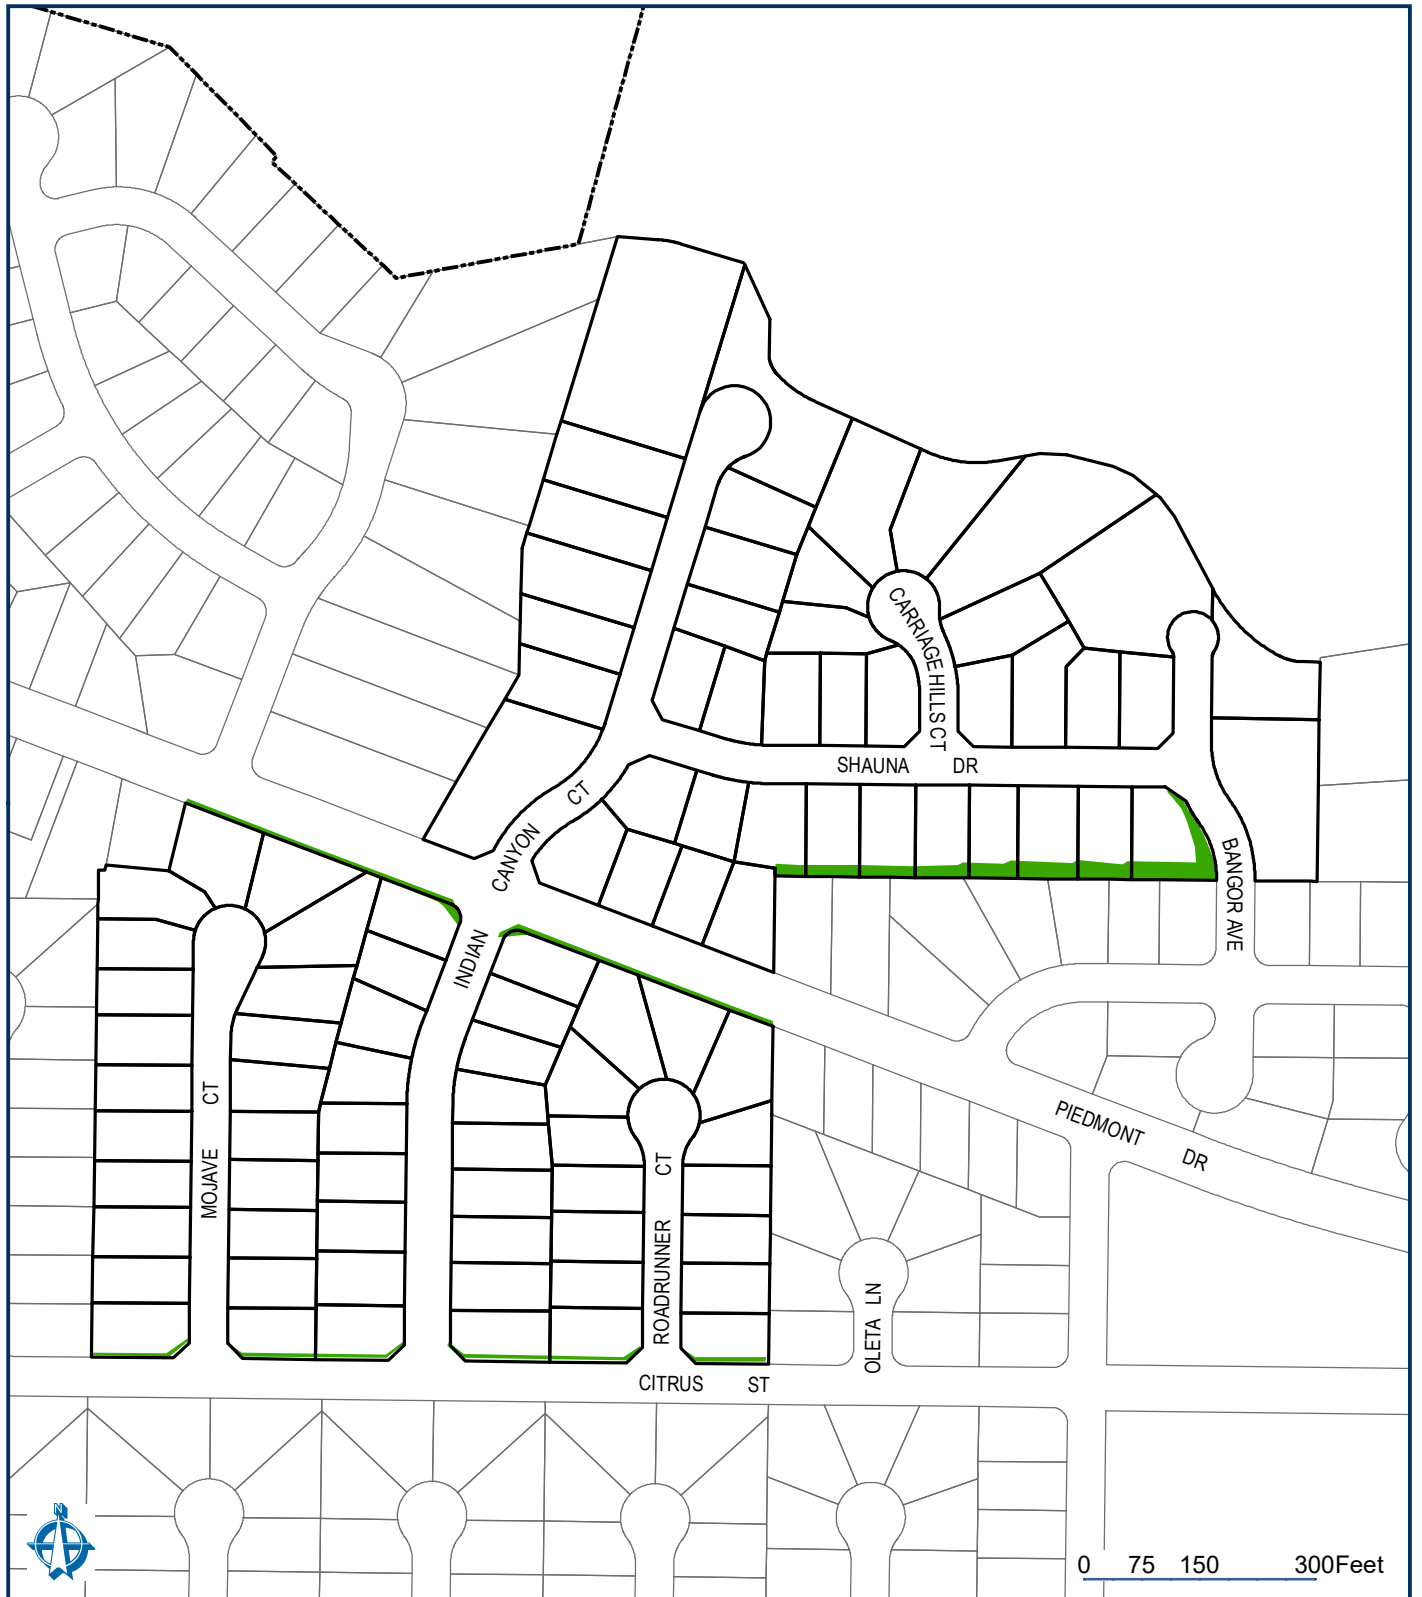 CARRIAGE HILLS CT
SHAUNA DR
CANYON CT
INDIAN
BANGOR AVE
MOJAVE CT
PIEDMONT DR
ROADRUNNER CT
OLETA LN
CITRUS ST
N
0 75 150 300Feet